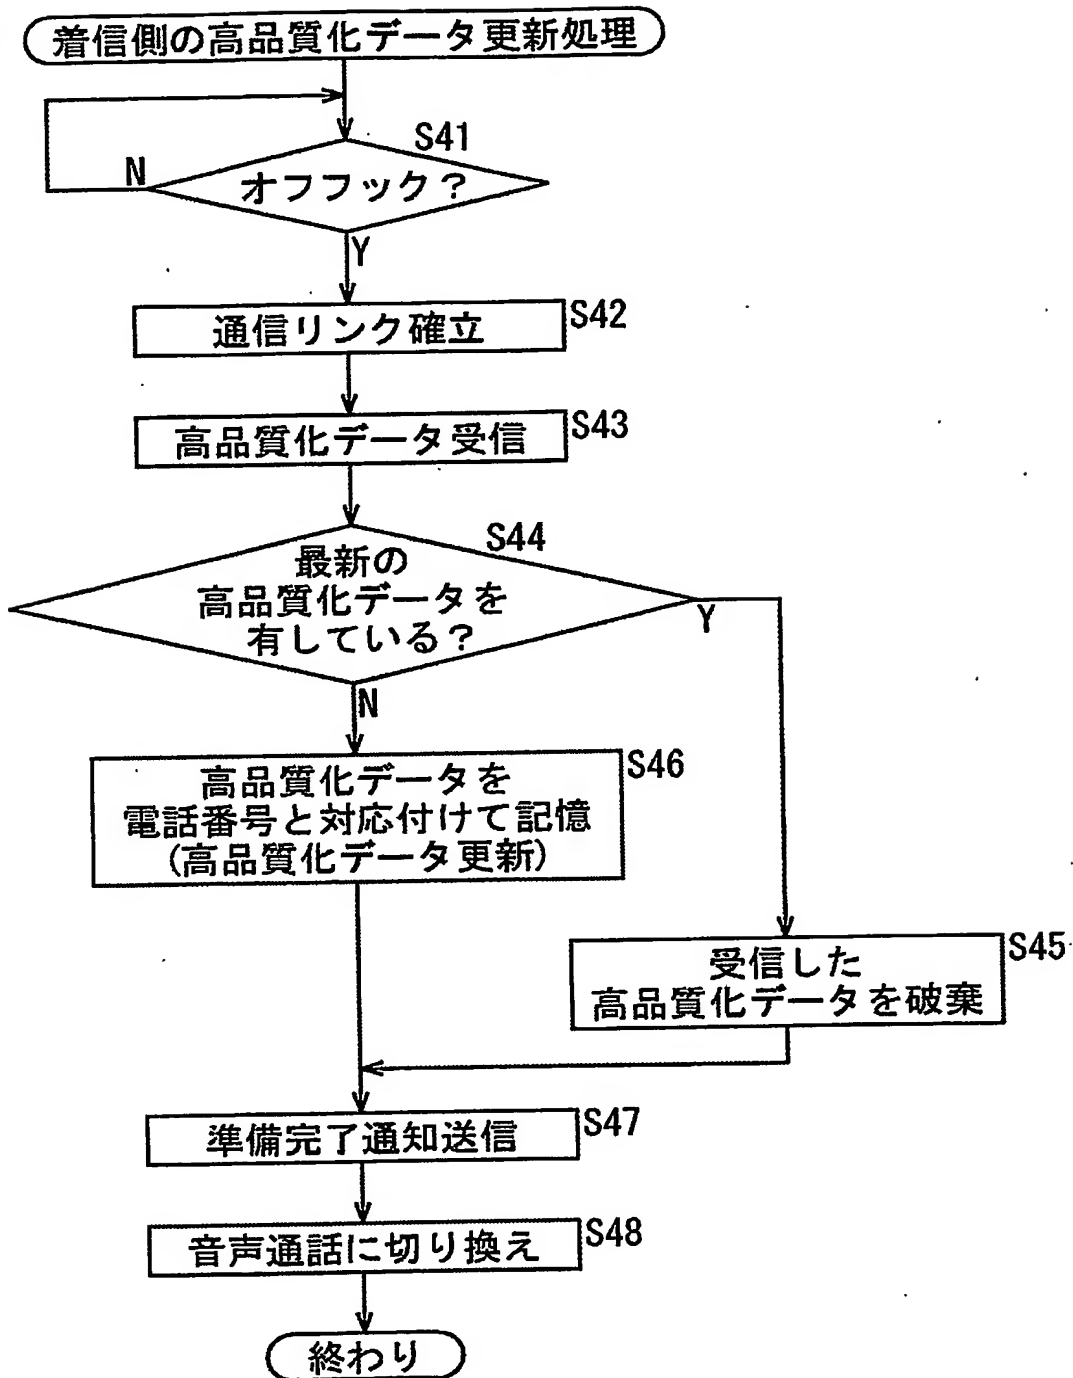 着信側の高品質化データ更新処理
S41
オフフック？
N
Y
通信リンク確立
S42
高品質化データ受信
S43
S44
最新の
高品質化データを
有している？
Y
N
高品質化データを
電話番号と対応付けて記憶
(高品質化データ更新)
S46
受信した
高品質化データを破棄
S45
準備完了通知送信
S47
音声通話に切り換え
S48
終わり